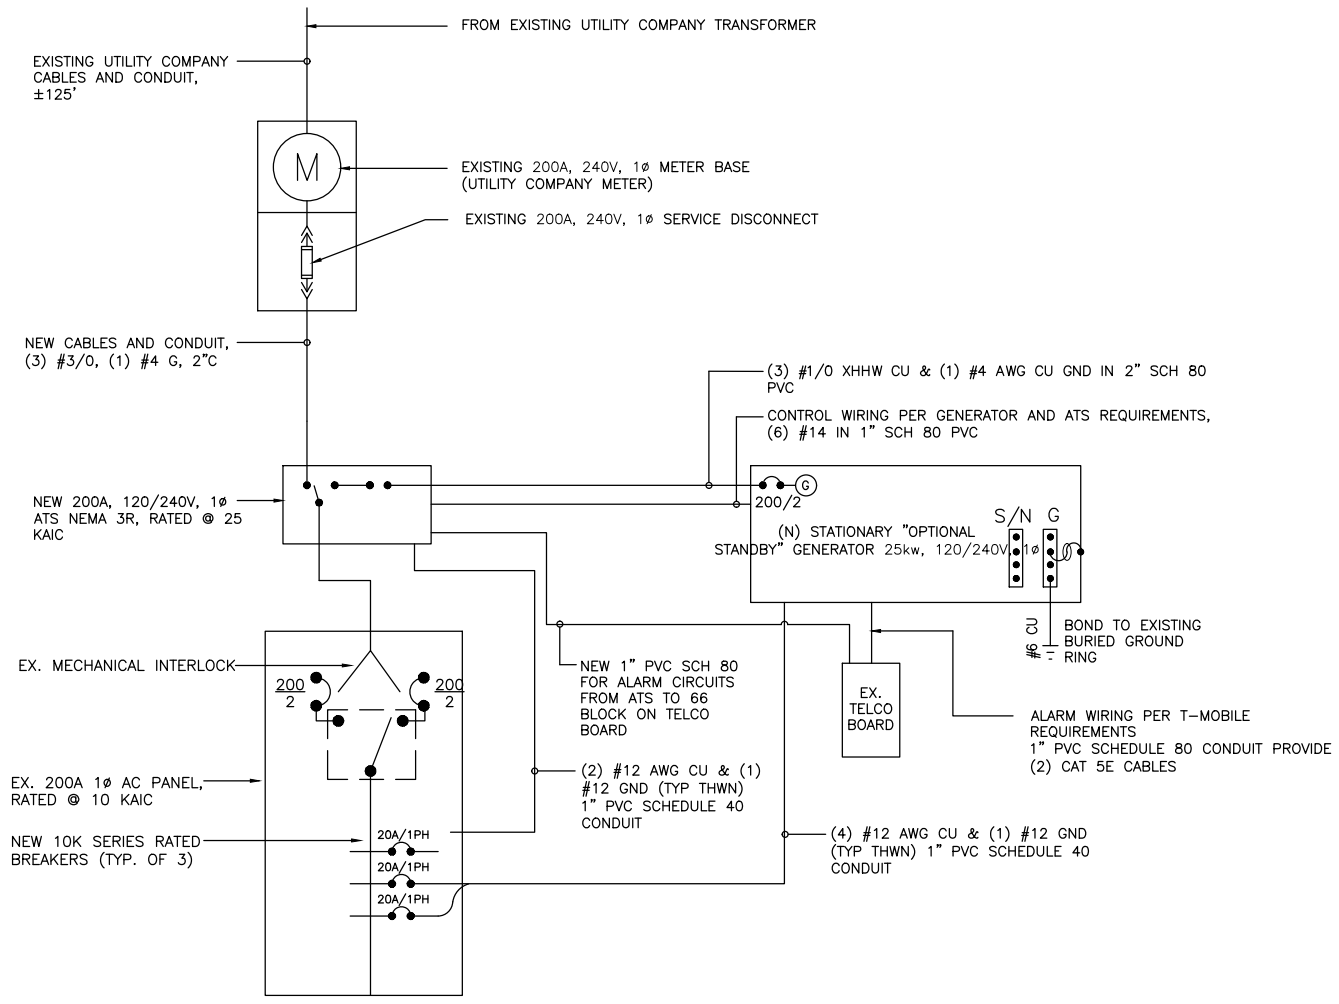 FROM EXISTING UTILITY COMPANY TRANSFORMER
EXISTING UTILITY COMPANY
CABLES AND CONDUIT,
±125'
M
EXISTING 200A, 240V, 1ø METER BASE
(UTILITY COMPANY METER)
EXISTING 200A, 240V, 1ø SERVICE DISCONNECT
NEW CABLES AND CONDUIT,
(3) #3/0, (1) #4 G, 2"C
(3) #1/0 XHHW CU & (1) #4 AWG CU GND IN 2" SCH 80
PVC
CONTROL WIRING PER GENERATOR AND ATS REQUIREMENTS,
(6) #14 IN 1" SCH 80 PVC
NEW 200A, 120/240V, 1ø
ATS NEMA 3R, RATED @ 25
KAIC
G
200/2
S/N G
(N) STATIONARY "OPTIONAL
STANDBY" GENERATOR 25kw, 120/240V, 1ø
#6 CU
BOND TO EXISTING
BURIED GROUND
RING
EX. MECHANICAL INTERLOCK
200
2
200
2
NEW 1" PVC SCH 80
FOR ALARM CIRCUITS
FROM ATS TO 66
BLOCK ON TELCO
BOARD
EX.
TELCO
BOARD
ALARM WIRING PER T-MOBILE
REQUIREMENTS
1" PVC SCHEDULE 80 CONDUIT PROVIDE
(2) CAT 5E CABLES
EX. 200A 1ø AC PANEL,
RATED @ 10 KAIC
(2) #12 AWG CU & (1)
#12 GND (TYP THWN)
1" PVC SCHEDULE 40
CONDUIT
NEW 10K SERIES RATED
BREAKERS (TYP. OF 3)
20A/1PH
20A/1PH
20A/1PH
(4) #12 AWG CU & (1) #12 GND
(TYP THWN) 1" PVC SCHEDULE 40
CONDUIT